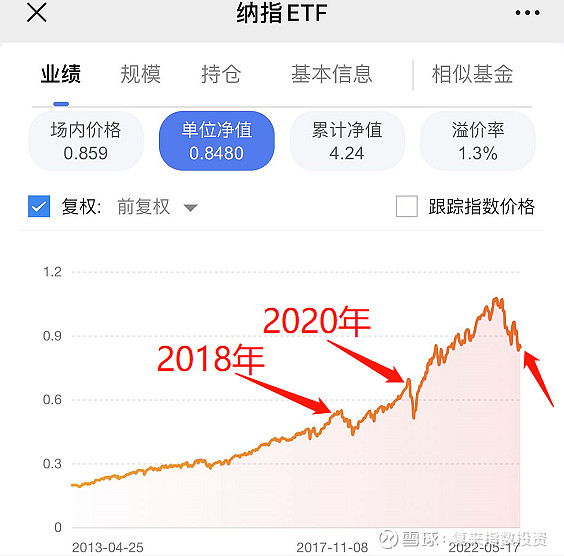 纳指ETF
业绩 规模 持仓 基本信息 相似基金
场内价格 单位净值 累计净值 溢价率
0.859 0.8480 4.24 1.3%
复权: 前复权 跟踪指数价格
1.2
2020年
0.9
2018年
0.6
0.3
0
2013-04-25 2017-11-08 2022-05-17
雪球:复来指数投资